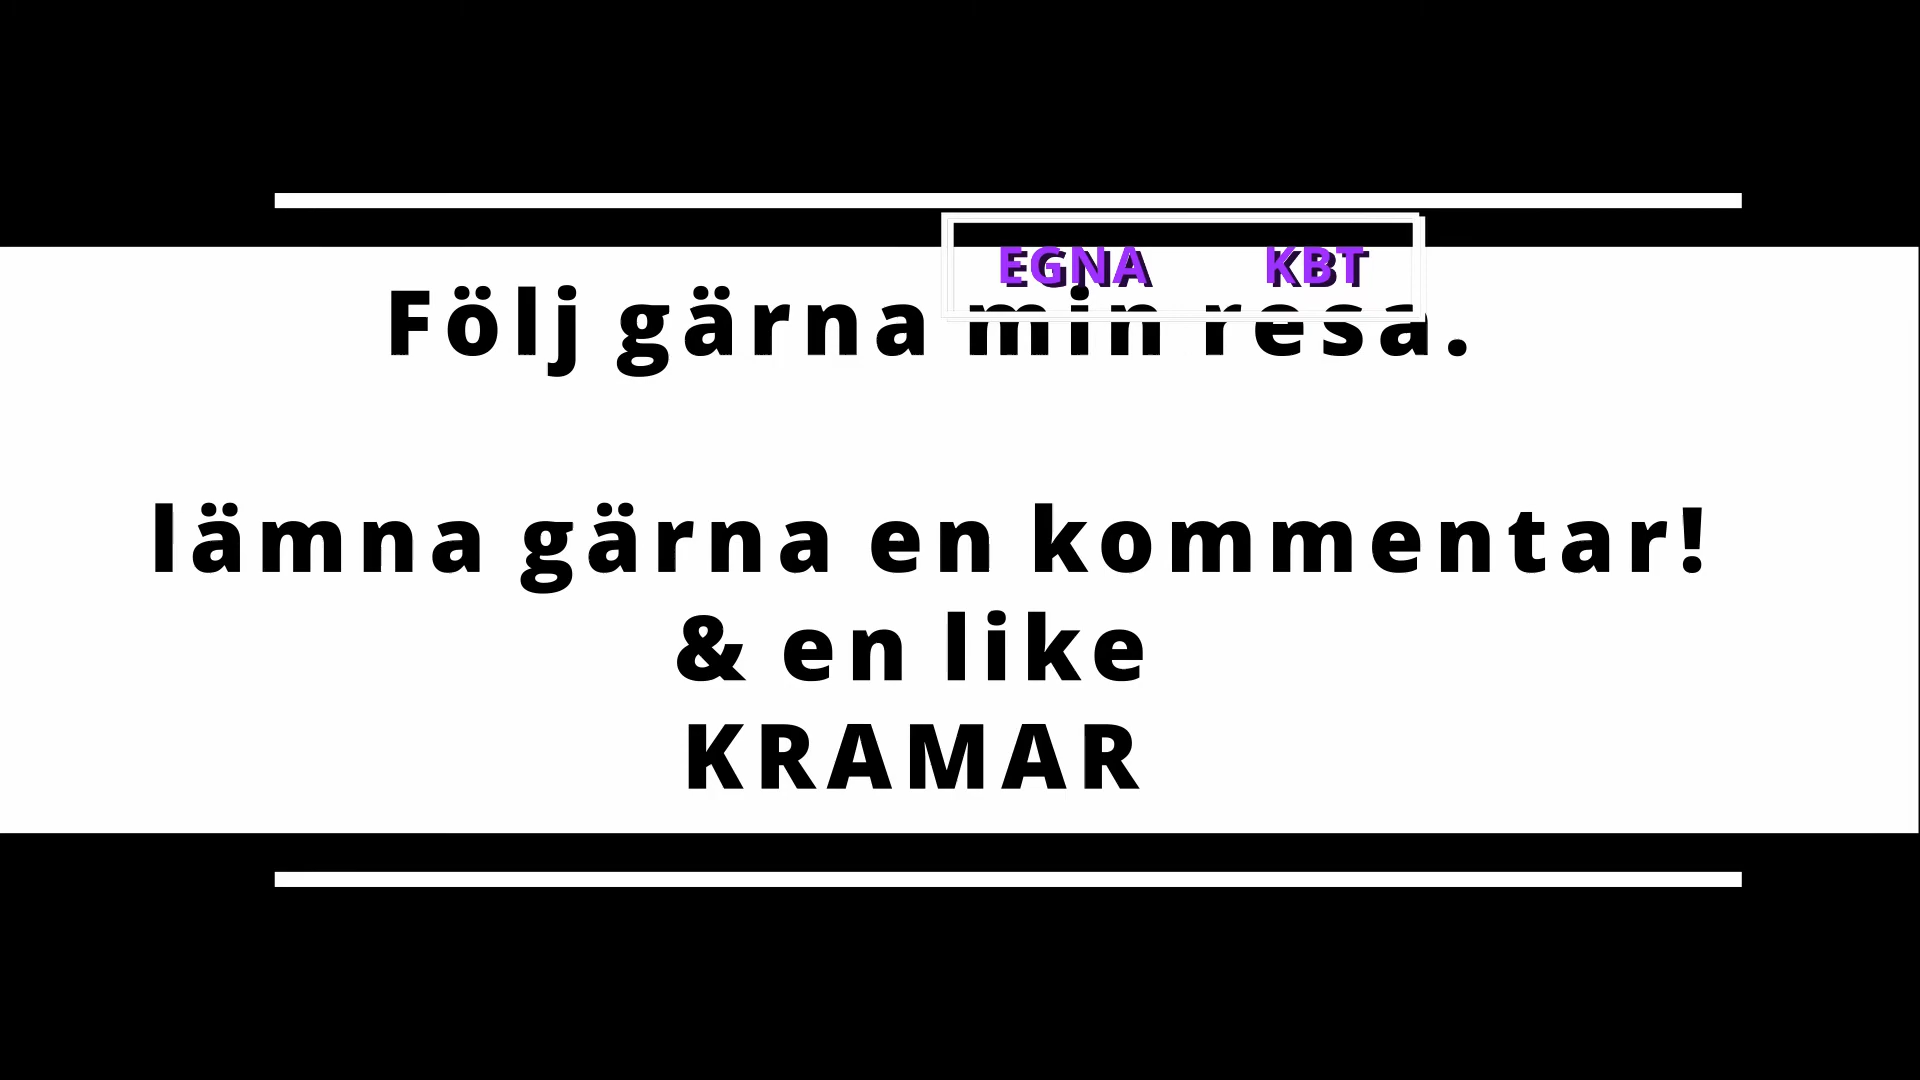 EGNA KBT
Följ gärna min resa.
lämna gärna en kommentar!
& en like
KRAMAR